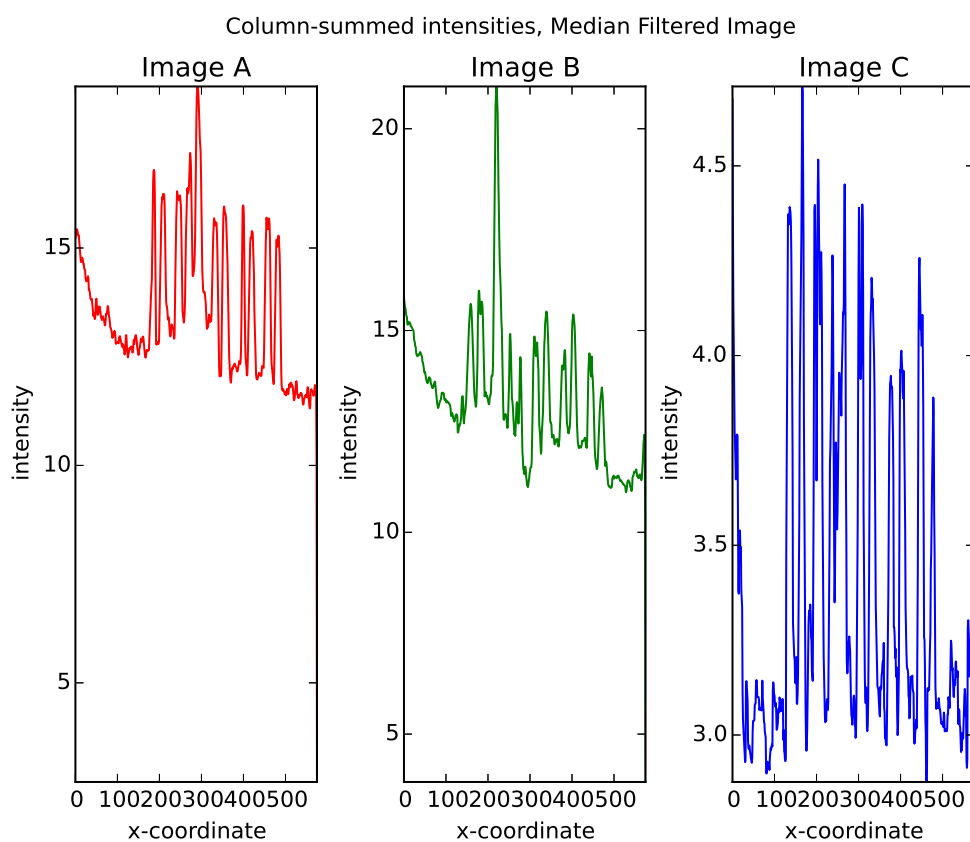 Column-summed intensities, Median Filtered Image
Image A
Image B
Image C
intensity
15
10
5
0 100200300400500
x-coordinate
intensity
20
15
10
5
0 100200300400500
x-coordinate
intensity
4.5
4.0
3.5
3.0
0 100200300400500
x-coordinate